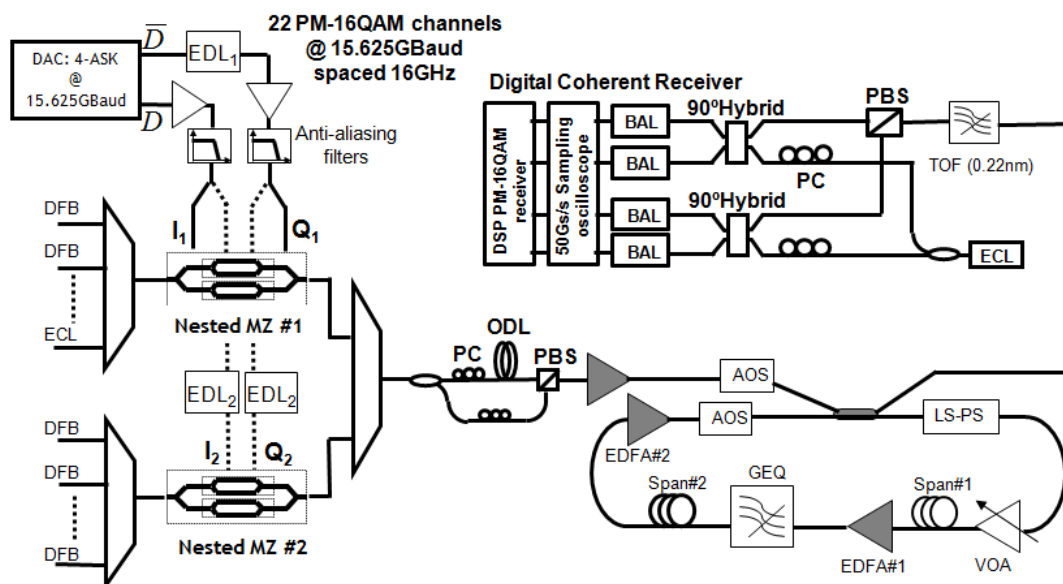 22 PM-16QAM channels
@ 15.625GBaud
spaced 16GHz
DAC: 4-ASK
@
15.625GBaud
D̅
D
EDL₁
Anti-aliasing
filters
I₁
Q₁
DFB
DFB
ECL
Nested MZ #1
EDL₂
EDL₂
I₂
Q₂
DFB
DFB
DFB
Nested MZ #2
Digital Coherent Receiver
DSP PM-16QAM
receiver
50Gs/s Sampling
oscilloscope
BAL
BAL
BAL
BAL
90ºHybrid
90ºHybrid
PBS
PC
TOF (0.22nm)
ECL
PC
ODL
PBS
AOS
AOS
LS-PS
EDFA#2
Span#2
GEQ
EDFA#1
Span#1
VOA